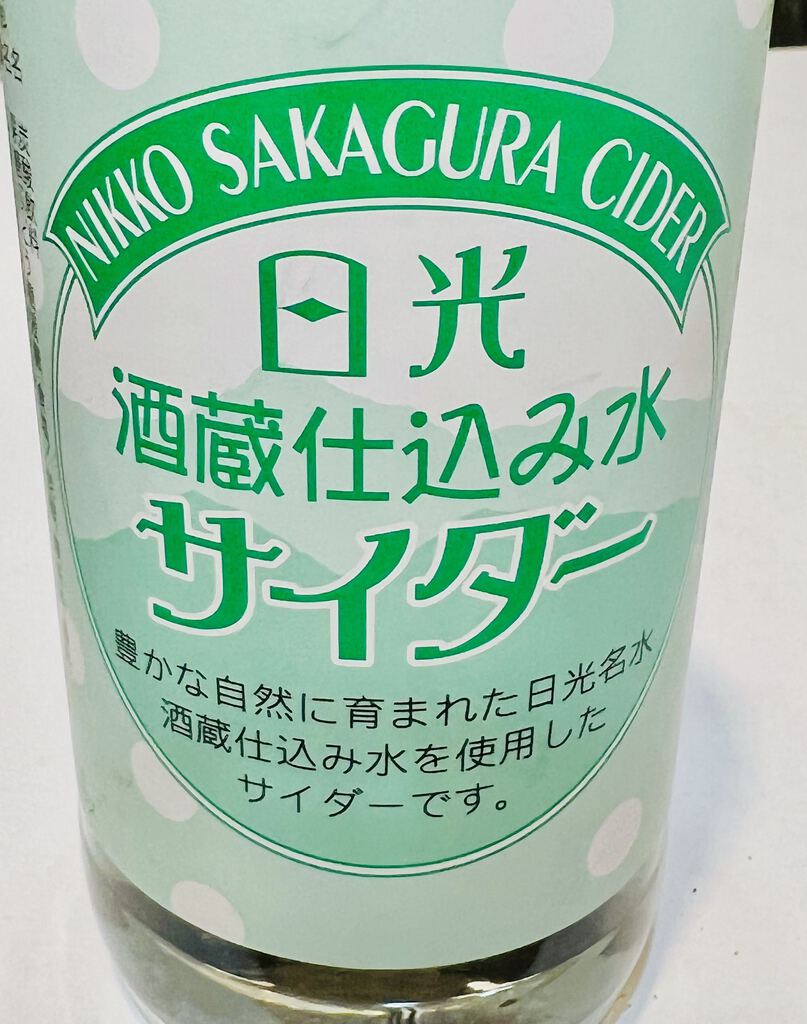 NIKKO SAKAGURA CIDER
日光
酒蔵仕込み水
サイダー
豊かな自然に育まれた日光名水
酒蔵仕込み水を使用した
サイダーです。